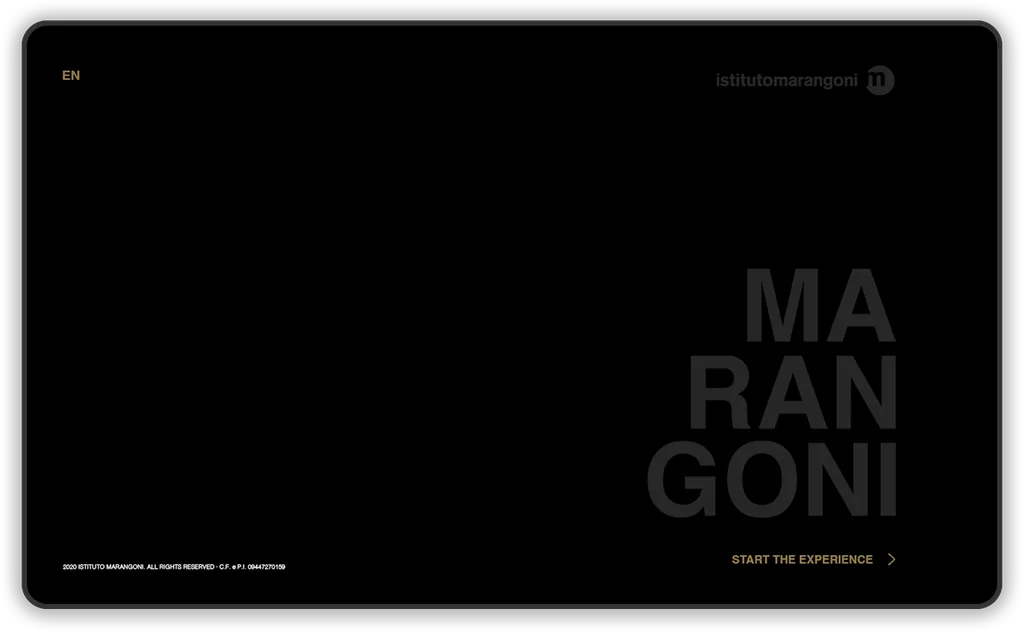 EN
istitutomarangoni m
MA
RAN
GONI
START THE EXPERIENCE
2020 ISTITUTO MARANGONI. ALL RIGHTS RESERVED - C.F. e P.I. 09447270159